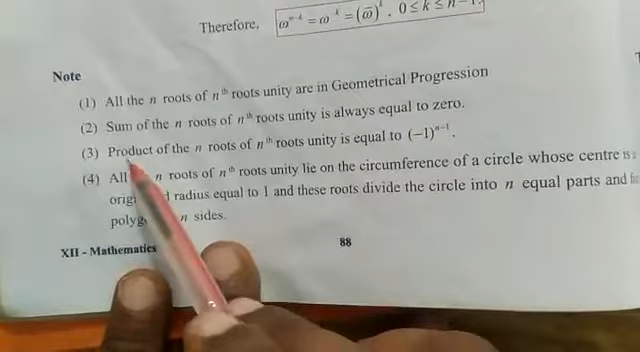 Therefore, ω^{n-k} = ω^{-k} = (ω̄)^k, 0 ≤ k ≤ n − 1.
Note
(1) All the n roots of n^{th} roots unity are in Geometrical Progression
(2) Sum of the n roots of n^{th} roots unity is always equal to zero.
(3) Product of the n roots of n^{th} roots unity is equal to (−1)^{n−1}.
(4) All n roots of n^{th} roots unity lie on the circumference of a circle whose centre is
radius equal to 1 and these roots divide the circle into n equal parts and
n sides.
XII - Mathematics 88